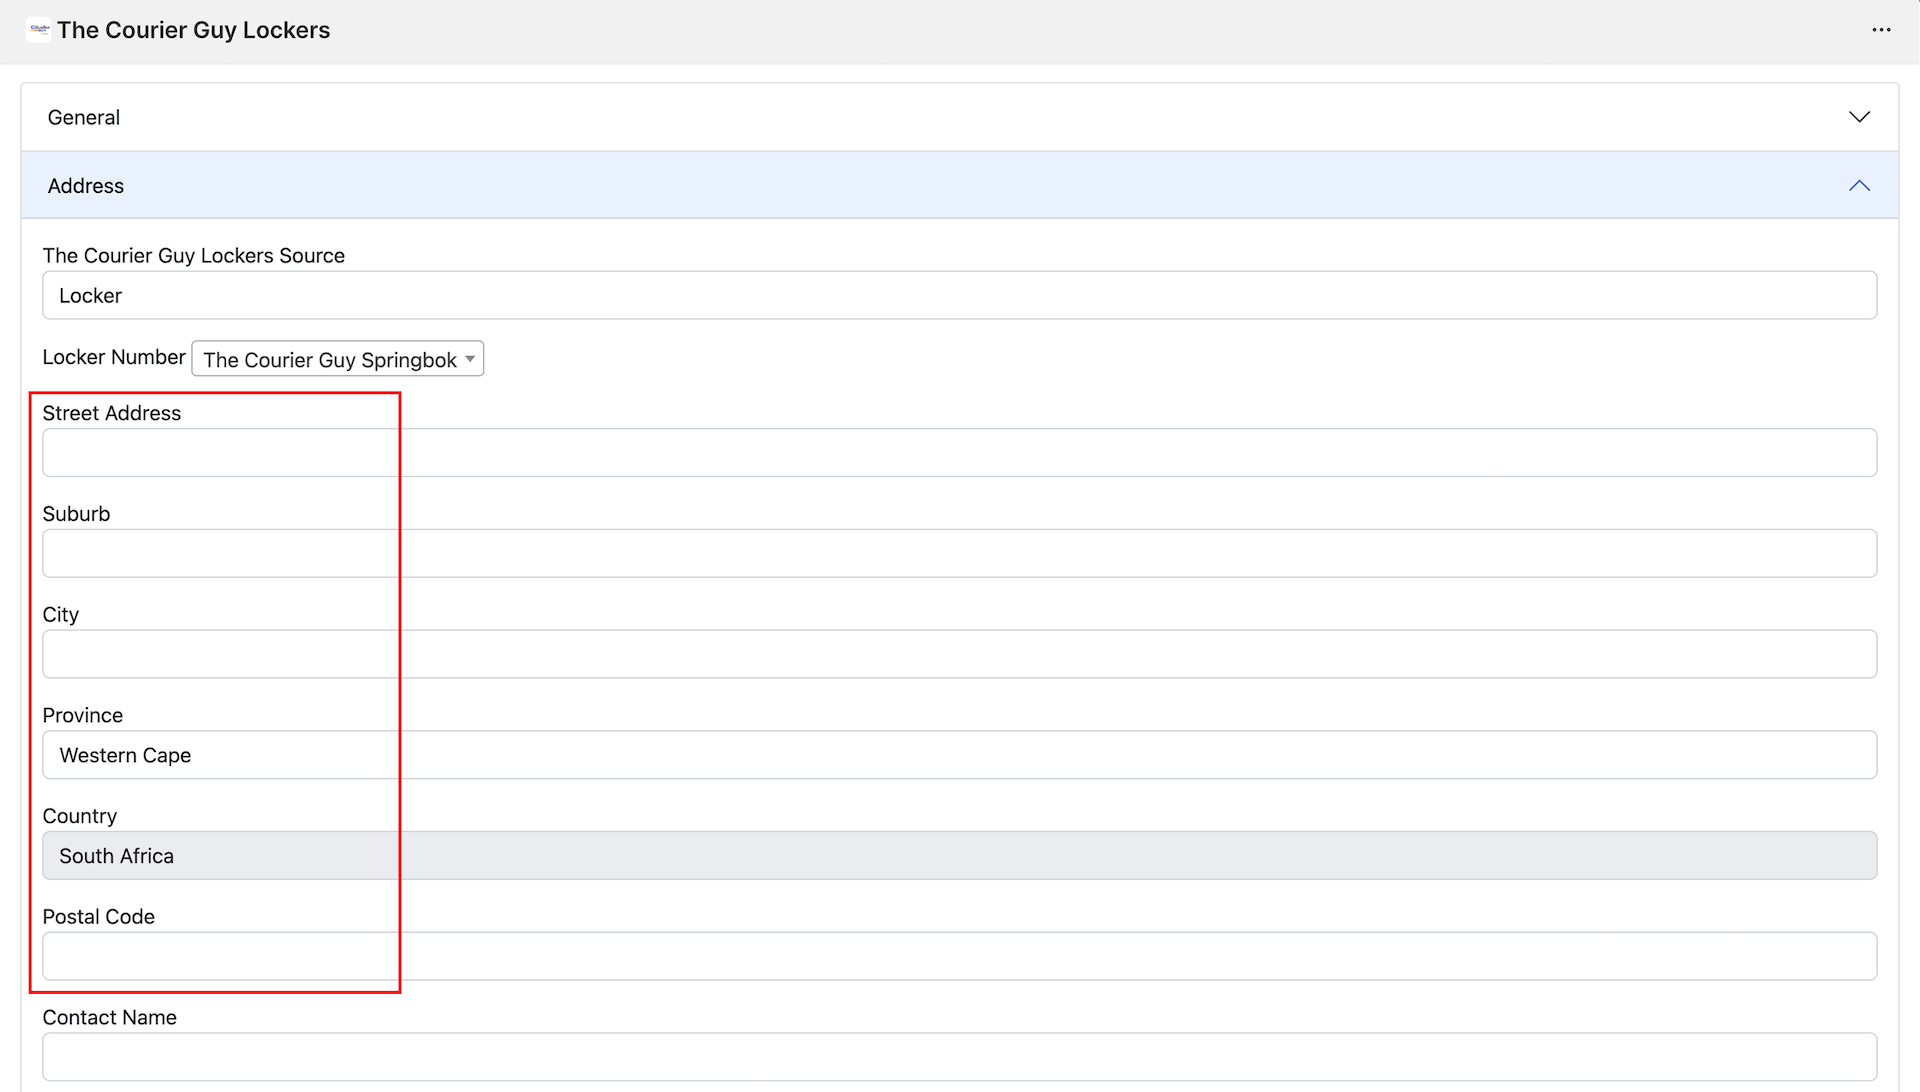 The Courier Guy Lockers
General
Address
The Courier Guy Lockers Source
Locker
Locker Number The Courier Guy Springbok
Street Address
Suburb
City
Province
Western Cape
Country
South Africa
Postal Code
Contact Name